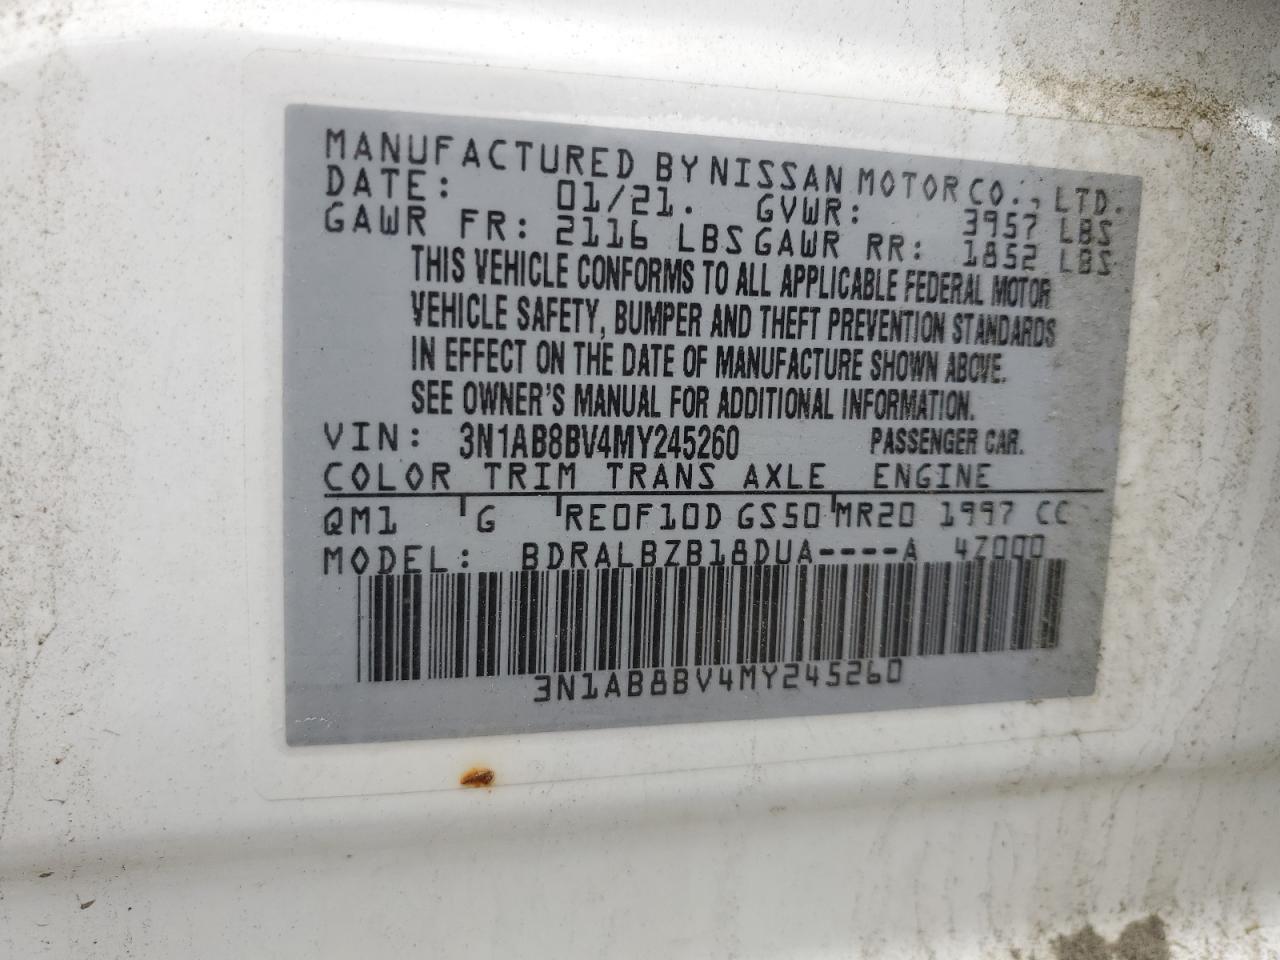 MANUFACTURED BY NISSAN MOTOR CO., LTD.
DATE: 01/21. GVWR: 3957 LBS
GAWR FR: 2116 LBS GAWR RR: 1852 LBS
THIS VEHICLE CONFORMS TO ALL APPLICABLE FEDERAL MOTOR
VEHICLE SAFETY, BUMPER AND THEFT PREVENTION STANDARDS
IN EFFECT ON THE DATE OF MANUFACTURE SHOWN ABOVE.
SEE OWNER'S MANUAL FOR ADDITIONAL INFORMATION.
VIN: 3N1AB8BV4MY245260 PASSENGER CAR.
COLOR TRIM TRANS AXLE ENGINE
QM1 G RE0F10D GS50 MR20 1997 CC
MODEL: BDRALBZB18DUA----A 47000
3N1AB8BV4MY245260